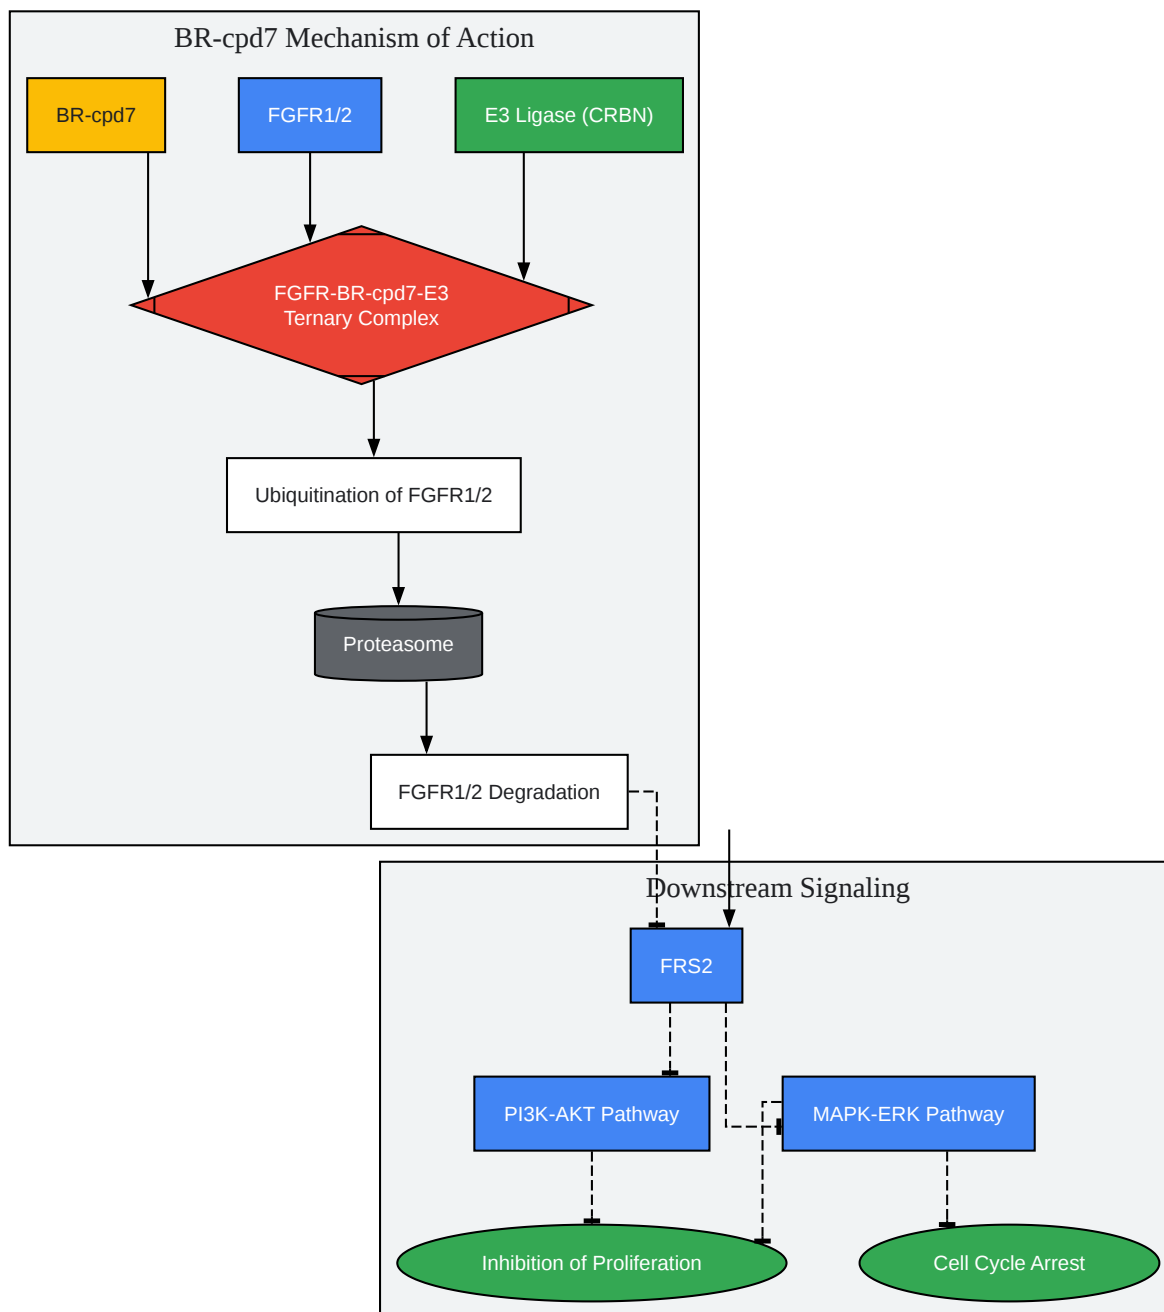 BR-cpd7 Mechanism of Action
BR-cpd7
FGFR1/2
E3 Ligase (CRBN)
FGFR-BR-cpd7-E3
Ternary Complex
Ubiquitination of FGFR1/2
Proteasome
FGFR1/2 Degradation
Downstream Signaling
FRS2
PI3K-AKT Pathway
MAPK-ERK Pathway
Inhibition of Proliferation
Cell Cycle Arrest